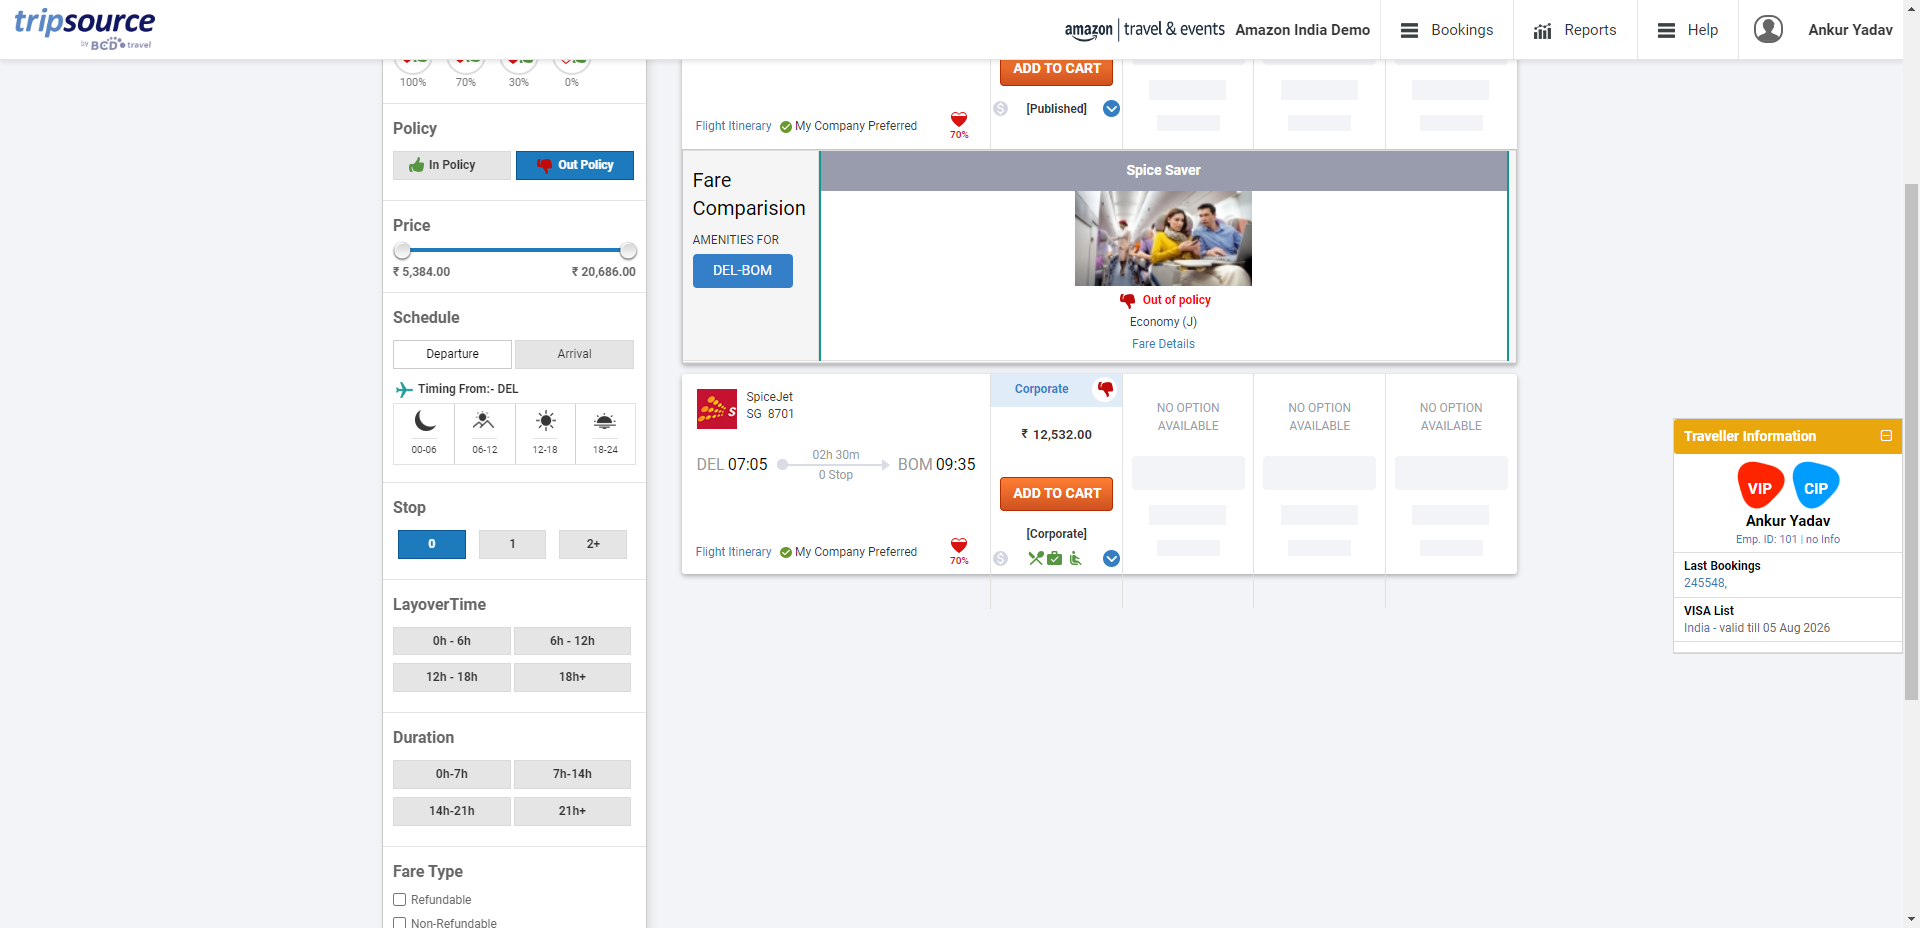 tripsource
by BCD travel
amazon | travel & events
Amazon India Demo
Bookings
Reports
Help
Ankur Yadav
100%
70%
30%
0%
Policy
In Policy
Out Policy
Price
₹ 5,384.00
₹ 20,686.00
Schedule
Departure
Arrival
Timing From:- DEL
00-06
06-12
12-18
18-24
Stop
0
1
2+
LayoverTime
0h - 6h
6h - 12h
12h - 18h
18h+
Duration
0h-7h
7h-14h
14h-21h
21h+
Fare Type
Refundable
Non-Refundable
ADD TO CART
[Published]
Flight Itinerary
My Company Preferred
70%
Fare
Comparision
AMENITIES FOR
DEL-BOM
Spice Saver
Out of policy
Economy (J)
Fare Details
SpiceJet
SG 8701
DEL 07:05
02h 30m
0 Stop
BOM 09:35
Flight Itinerary
My Company Preferred
70%
Corporate
₹ 12,532.00
ADD TO CART
[Corporate]
NO OPTION
AVAILABLE
NO OPTION
AVAILABLE
NO OPTION
AVAILABLE
Traveller Information
VIP
CIP
Ankur Yadav
Emp. ID: 101 | no Info
Last Bookings
245548,
VISA List
India - valid till 05 Aug 2026